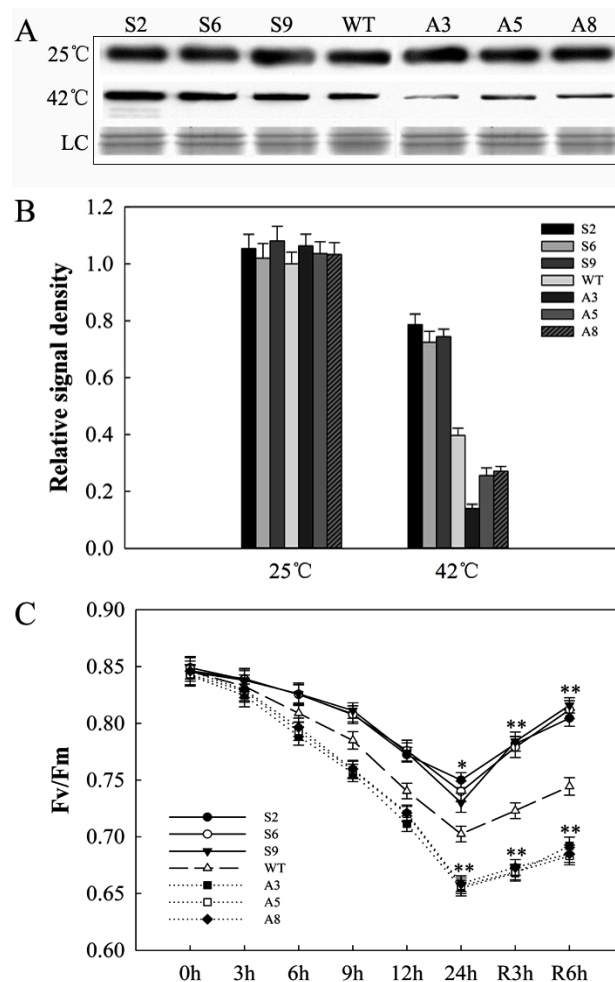 A
S2 S6 S9 WT A3 A5 A8
25℃
42℃
LC
B
Relative signal density
1.2
1.0
0.8
0.6
0.4
0.2
0.0
25℃ 42℃
S2
S6
S9
WT
A3
A5
A8
C
Fv/Fm
0.90
0.85
0.80
0.75
0.70
0.65
0.60
**
**
*
**
**
**
S2
S6
S9
WT
A3
A5
A8
0h 3h 6h 9h 12h 24h R3h R6h